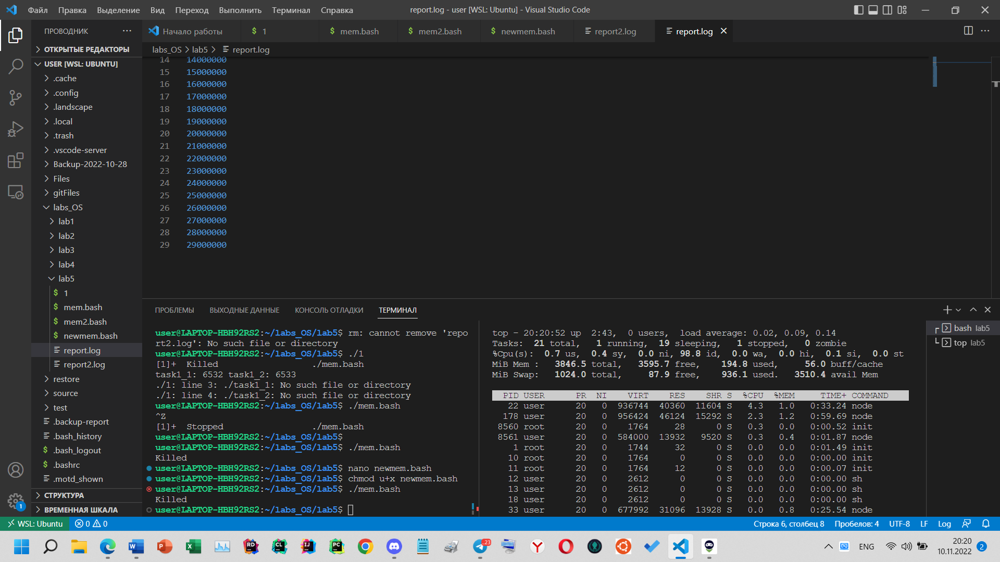 Файл Правка Выделение Вид Переход Выполнить Терминал Справка
report.log - user [WSL: Ubuntu] - Visual Studio Code
ПРОВОДНИК
Начало работы
$ 1
$ mem.bash
$ mem2.bash
$ newmem.bash
report2.log
report.log
labs_OS > lab5 > report.log
ОТКРЫТЫЕ РЕДАКТОРЫ
USER [WSL: UBUNTU]
.cache
.config
.landscape
.local
.trash
.vscode-server
Backup-2022-10-28
Files
gitFiles
labs_OS
lab1
lab2
lab3
lab4
lab5
$ 1
$ mem.bash
$ mem2.bash
$ newmem.bash
report.log
report2.log
restore
source
test
.backup-report
.bash_history
$ .bash_logout
$ .bashrc
.motd_shown
СТРУКТУРА
ВРЕМЕННАЯ ШКАЛА
14 14000000
15 15000000
16 16000000
17 17000000
18 18000000
19 19000000
20 20000000
21 21000000
22 22000000
23 23000000
24 24000000
25 25000000
26 26000000
27 27000000
28 28000000
29 29000000
ПРОБЛЕМЫ ВЫХОДНЫЕ ДАННЫЕ КОНСОЛЬ ОТЛАДКИ ТЕРМИНАЛ
user@LAPTOP-HBH92RS2:~/labs_OS/lab5$ rm: cannot remove 'repo
rt2.log': No such file or directory
user@LAPTOP-HBH92RS2:~/labs_OS/lab5$ ./1
[1]+  Killed                  ./mem.bash
task1_1: 6532 task1_2: 6533
./1: line 3: ./task1_1: No such file or directory
./1: line 4: ./task1_2: No such file or directory
user@LAPTOP-HBH92RS2:~/labs_OS/lab5$ ./mem.bash
^Z
[1]+  Stopped                 ./mem.bash
user@LAPTOP-HBH92RS2:~/labs_OS/lab5$
user@LAPTOP-HBH92RS2:~/labs_OS/lab5$ ./mem.bash
Killed
user@LAPTOP-HBH92RS2:~/labs_OS/lab5$ nano newmem.bash
user@LAPTOP-HBH92RS2:~/labs_OS/lab5$ chmod u+x newmem.bash
user@LAPTOP-HBH92RS2:~/labs_OS/lab5$ ./mem.bash
Killed
user@LAPTOP-HBH92RS2:~/labs_OS/lab5$
top - 20:20:52 up  2:43,  0 users,  load average: 0.02, 0.09, 0.14
Tasks:  21 total,   1 running,  19 sleeping,   1 stopped,   0 zombie
%Cpu(s):  0.7 us,  0.4 sy,  0.0 ni, 98.8 id,  0.0 wa,  0.0 hi,  0.1 si,  0.0 st
MiB Mem :   3846.5 total,   3595.7 free,    194.8 used,     56.0 buff/cache
MiB Swap:   1024.0 total,     87.9 free,    936.1 used.   3510.4 avail Mem
PID USER      PR  NI    VIRT    RES    SHR S  %CPU  %MEM     TIME+ COMMAND
22 user      20   0  936744  40360  11604 S   4.3   1.0   0:33.24 node
178 user      20   0  956424  46124  15292 S   2.3   1.2   0:59.69 node
8560 root      20   0    1764     28      0 S   0.3   0.0   0:00.52 init
8561 user      20   0  584000  13932   9520 S   0.3   0.4   0:01.87 node
1 root      20   0    1744     32      0 S   0.0   0.0   0:01.49 init
10 root      20   0    1764      0      0 S   0.0   0.0   0:00.00 init
11 root      20   0    1764     12      0 S   0.0   0.0   0:00.07 init
12 user      20   0    2612      0      0 S   0.0   0.0   0:00.00 sh
13 user      20   0    2612      0      0 S   0.0   0.0   0:00.00 sh
18 user      20   0    2612      0      0 S   0.0   0.0   0:00.00 sh
33 user      20   0  677992  31096  13928 S   0.0   0.8   0:25.54 node
bash lab5
top lab5
1
WSL: Ubuntu 0 0
Строка 6, столбец 8 Пробелов: 4 UTF-8 LF Log
W P X RD CL IJ PC ..23 Y
ENG
20:20
10.11.2022
2